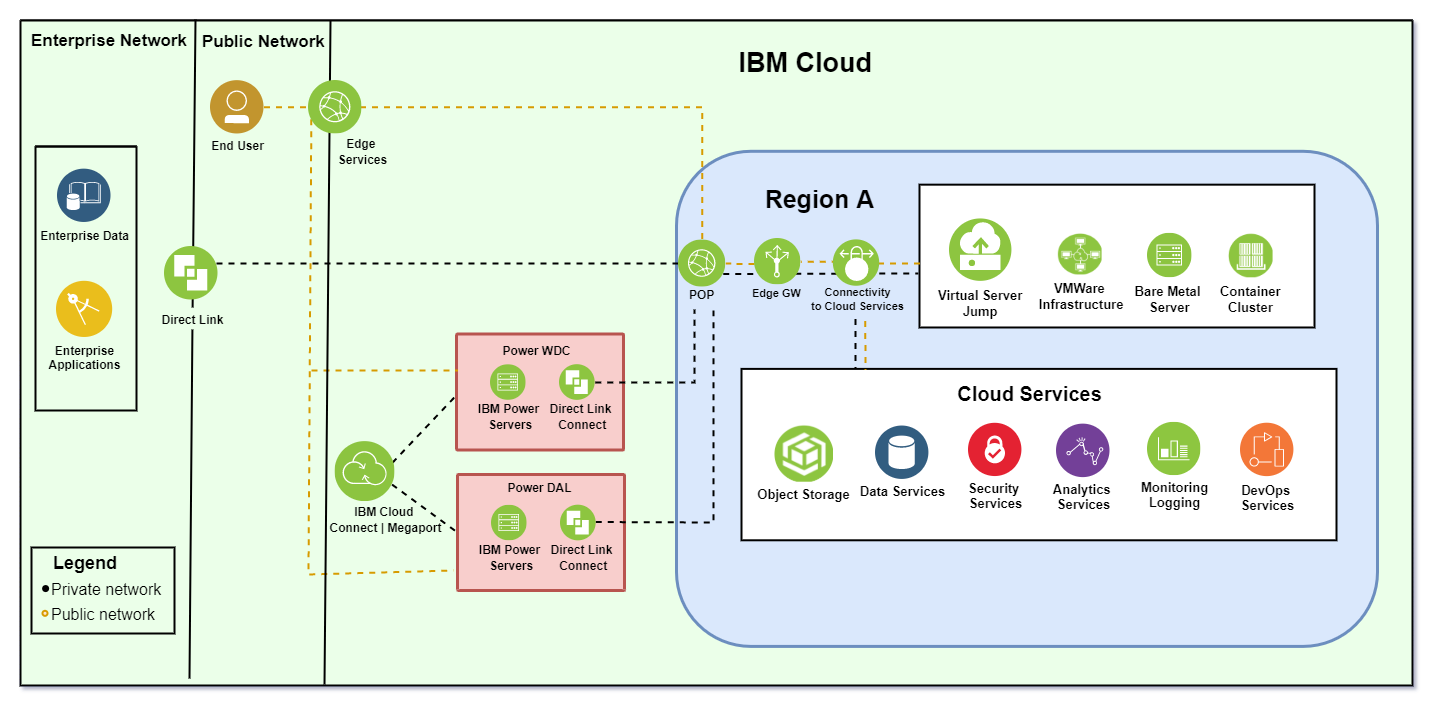 Enterprise Network
Public Network
IBM Cloud
End User
Edge
Services
Enterprise Data
Enterprise
Applications
Direct Link
Region A
POP
Edge GW
Connectivity
to Cloud Services
Virtual Server
Jump
VMWare
Infrastructure
Bare Metal
Server
Container
Cluster
Power WDC
IBM Power
Servers
Direct Link
Connect
IBM Cloud
Connect | Megaport
Power DAL
IBM Power
Servers
Direct Link
Connect
Cloud Services
Object Storage
Data Services
Security
Services
Analytics
Services
Monitoring
Logging
DevOps
Services
Legend
Private network
Public network